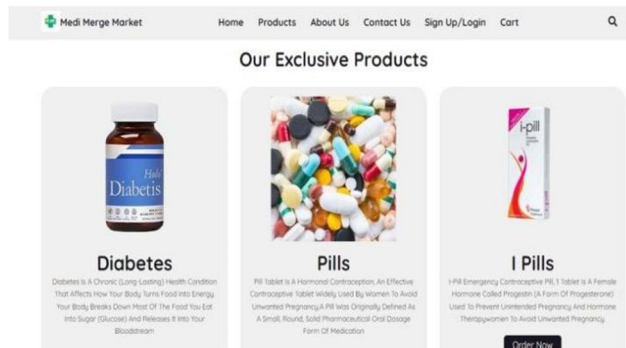 Medi Merge Market
Home Products About Us Contact Us Sign Up/Login Cart
Our Exclusive Products
Diabetis
i-pill
Diabetes
Diabetes Is A Chronic (Long-Lasting) Health Condition
That Affects How Your Body Turns Food Into Energy
Your Body Breaks Down Most Of The Food You Eat
Into Sugar (Glucose) And Releases It Into Your
Bloodstream
Pills
Pill Tablet Is A Hormonal Contraception, An Effective
Contraceptive Tablet Widely Used By Women To Avoid
Unwanted Pregnancy.A Pill Was Originally Defined As
A Small, Round, Solid Pharmaceutical Oral Dosage
Form Of Medication
I Pills
I-Pill Emergency Contraceptive Pill, 1 Tablet Is A Female
Hormone Called Progestin (A Form Of Progesterone)
Used To Prevent Unintended Pregnancy And Hormone
Therapywomen To Avoid Unwanted Pregnancy.
Order Now